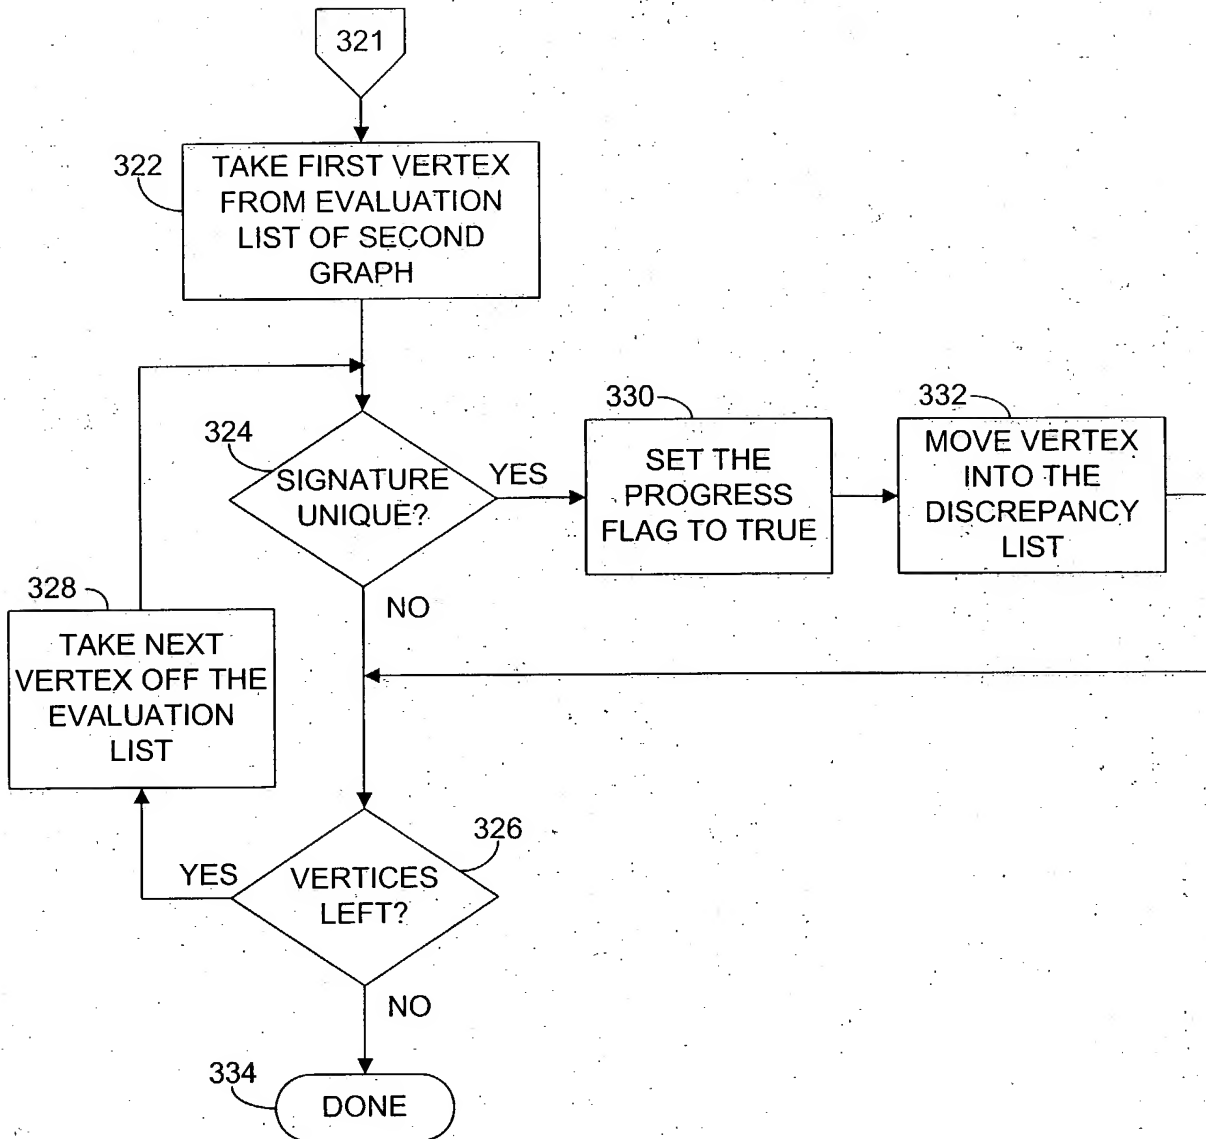 321
322
TAKE FIRST VERTEX
FROM EVALUATION
LIST OF SECOND
GRAPH
324
SIGNATURE
UNIQUE?
YES
NO
330
SET THE
PROGRESS
FLAG TO TRUE
332
MOVE VERTEX
INTO THE
DISCREPANCY
LIST
328
TAKE NEXT
VERTEX OFF THE
EVALUATION
LIST
326
VERTICES
LEFT?
YES
NO
334
DONE